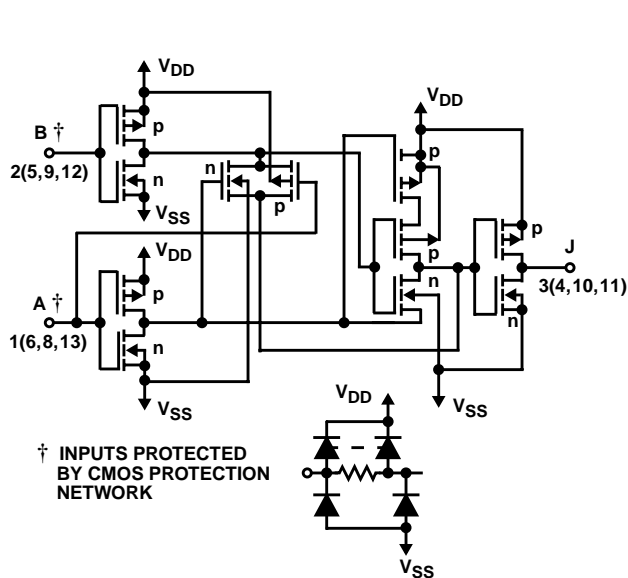 VDD
B †
p
2(5,9,12)
n
VSS
VDD
p
A †
1(6,8,13)
n
VSS
n
p
VDD
p
p
n
p
J
3(4,10,11)
n
VSS
† INPUTS PROTECTED
BY CMOS PROTECTION
NETWORK
VDD
VSS